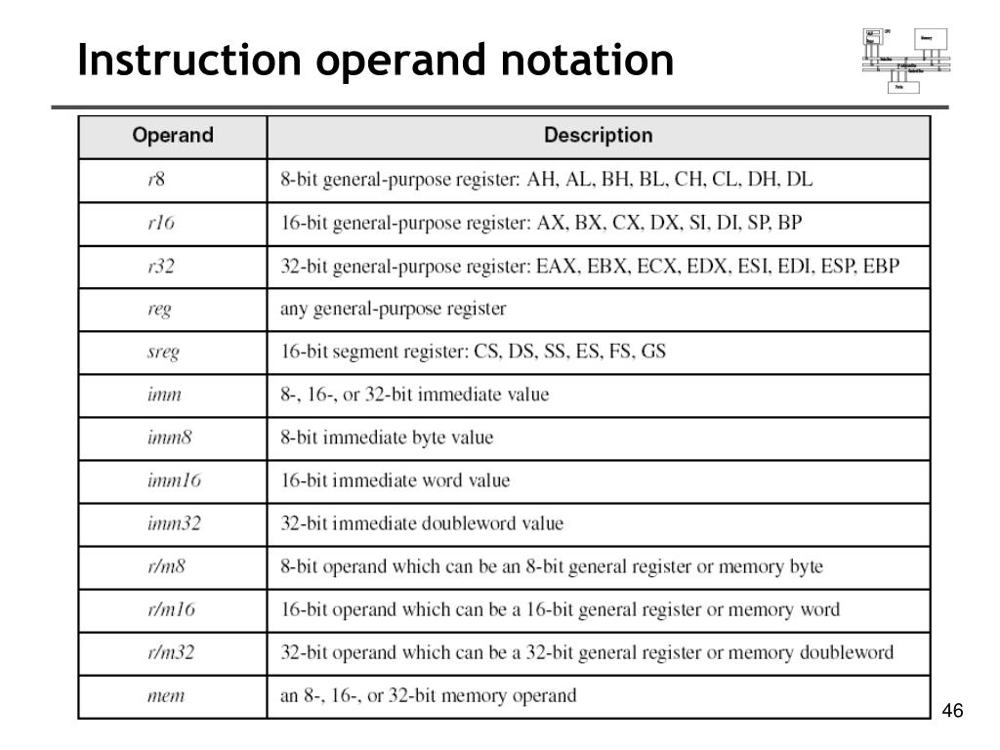 Instruction operand notation
CPU
Memory
Ports
Operand Description
r8 8-bit general-purpose register: AH, AL, BH, BL, CH, CL, DH, DL
r16 16-bit general-purpose register: AX, BX, CX, DX, SI, DI, SP, BP
r32 32-bit general-purpose register: EAX, EBX, ECX, EDX, ESI, EDI, ESP, EBP
reg any general-purpose register
sreg 16-bit segment register: CS, DS, SS, ES, FS, GS
imm 8-, 16-, or 32-bit immediate value
imm8 8-bit immediate byte value
imm16 16-bit immediate word value
imm32 32-bit immediate doubleword value
r/m8 8-bit operand which can be an 8-bit general register or memory byte
r/m16 16-bit operand which can be a 16-bit general register or memory word
r/m32 32-bit operand which can be a 32-bit general register or memory doubleword
mem an 8-, 16-, or 32-bit memory operand
46